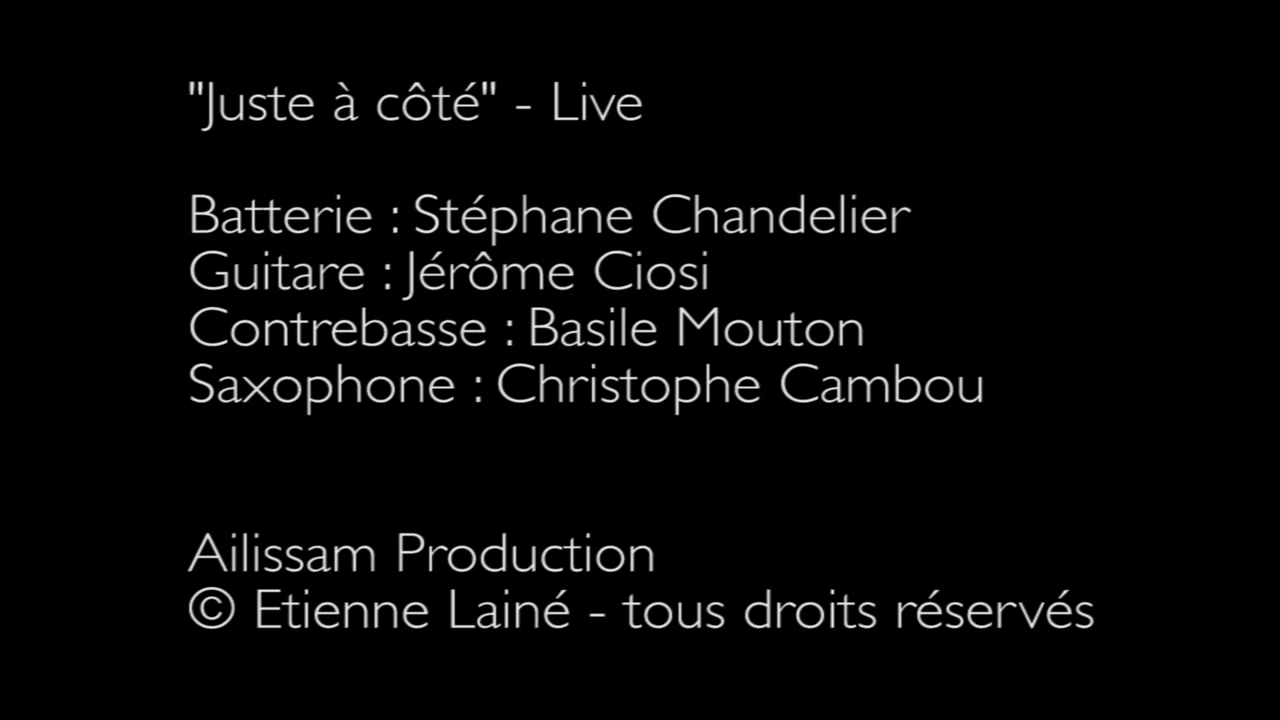 "Juste à côté" - Live
Batterie : Stéphane Chandelier
Guitare : Jérôme Ciosi
Contrebasse : Basile Mouton
Saxophone : Christophe Cambou
Ailissam Production
© Etienne Lainé - tous droits réservés